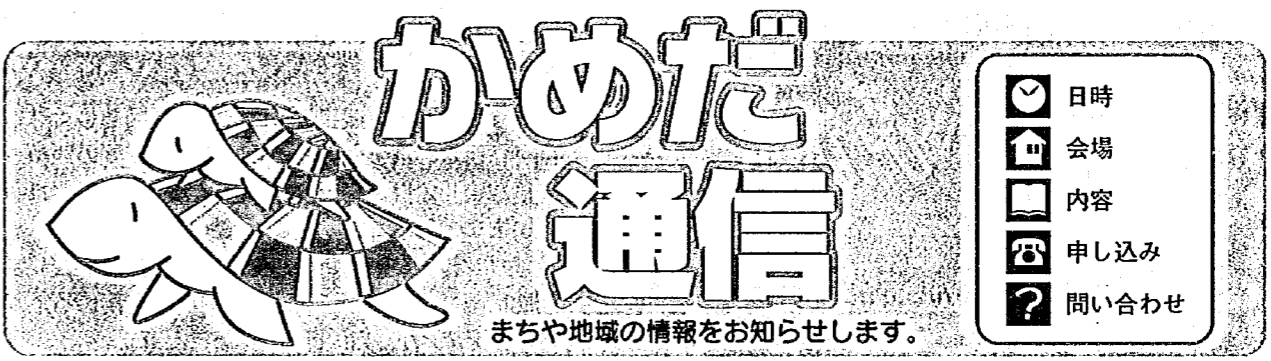 かめだ
通信
まちや地域の情報をお知らせします。
日時
会場
内容
申し込み
問い合わせ